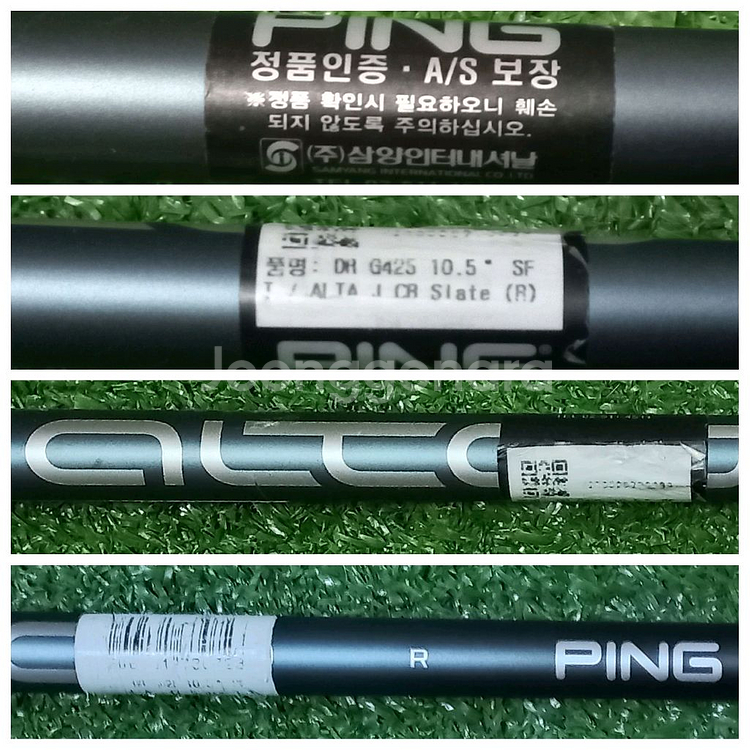 PING
정품인증 · A/S 보장
※정품 확인시 필요하오니 훼손
되지 않도록 주의하십시오.
(주)삼양인터내셔날
SAMYANG INTERNATIONAL CO LTD
품명: DR G425 10.5° SF
T / ALTA J CB Slate (R)
PING
Joonggonara
ALTA
R
PING